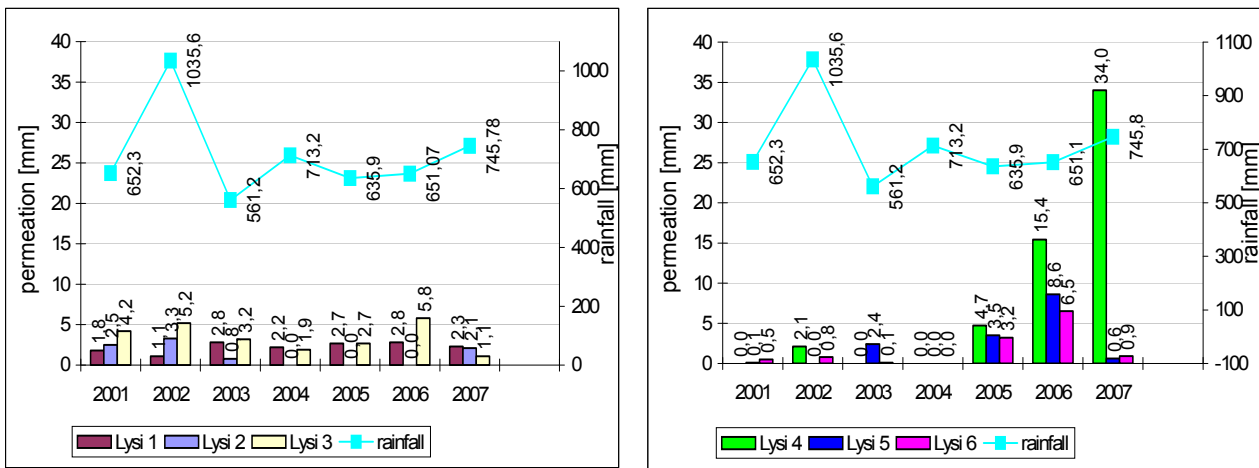 40
35
30
25
20
15
10
5
0
permeation [mm]
1000
800
600
400
200
0
rainfall [mm]
652,3
1035,6
561,2
713,2
635,9
651,07
745,78
1,8 2,5 4,2
1,1 3,3 5,2
2,8 0,8 3,2
2,2 0,0 1,9
2,7 0,0 2,7
2,8 0,0 5,8
2,3 2,1 1,1
2001 2002 2003 2004 2005 2006 2007
Lysi 1 Lysi 2 Lysi 3 rainfall
40
35
30
25
20
15
10
5
0
permeation [mm]
1100
900
700
500
300
100
-100
rainfall [mm]
652,3
1035,6
561,2
713,2
635,9
651,1
745,8
0,0 0,1 0,5
2,1 0,0 0,8
0,0 2,4 0,1
0,0 0,0 0,0
4,7 3,5 3,2
15,4 8,6 6,5
34,0 0,6 0,9
2001 2002 2003 2004 2005 2006 2007
Lysi 4 Lysi 5 Lysi 6 rainfall